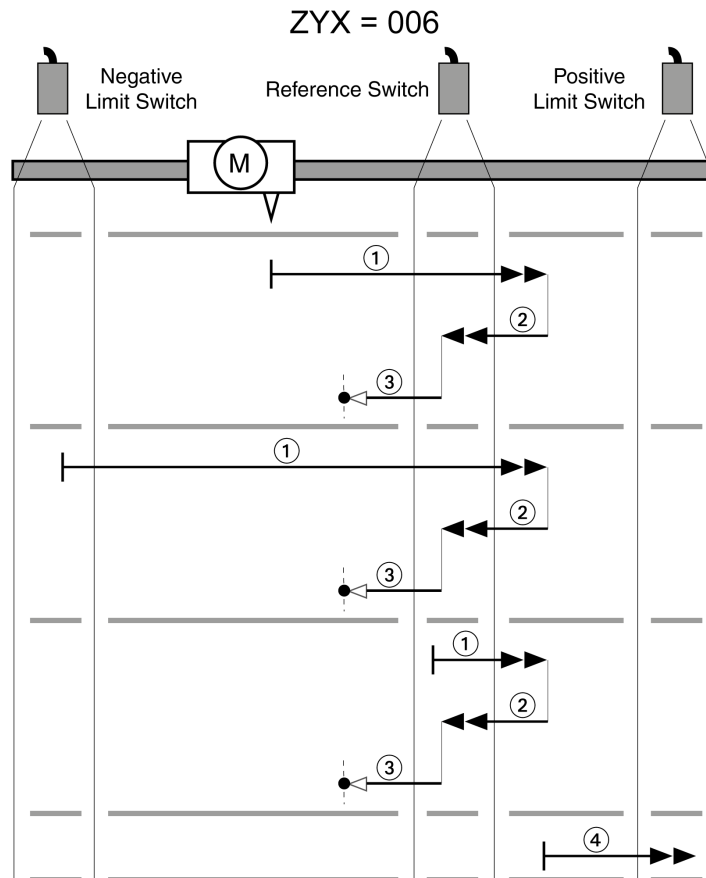 ZYX = 006
Negative
Limit Switch
Reference Switch
Positive
Limit Switch
M
1
2
3
1
2
3
1
2
3
4